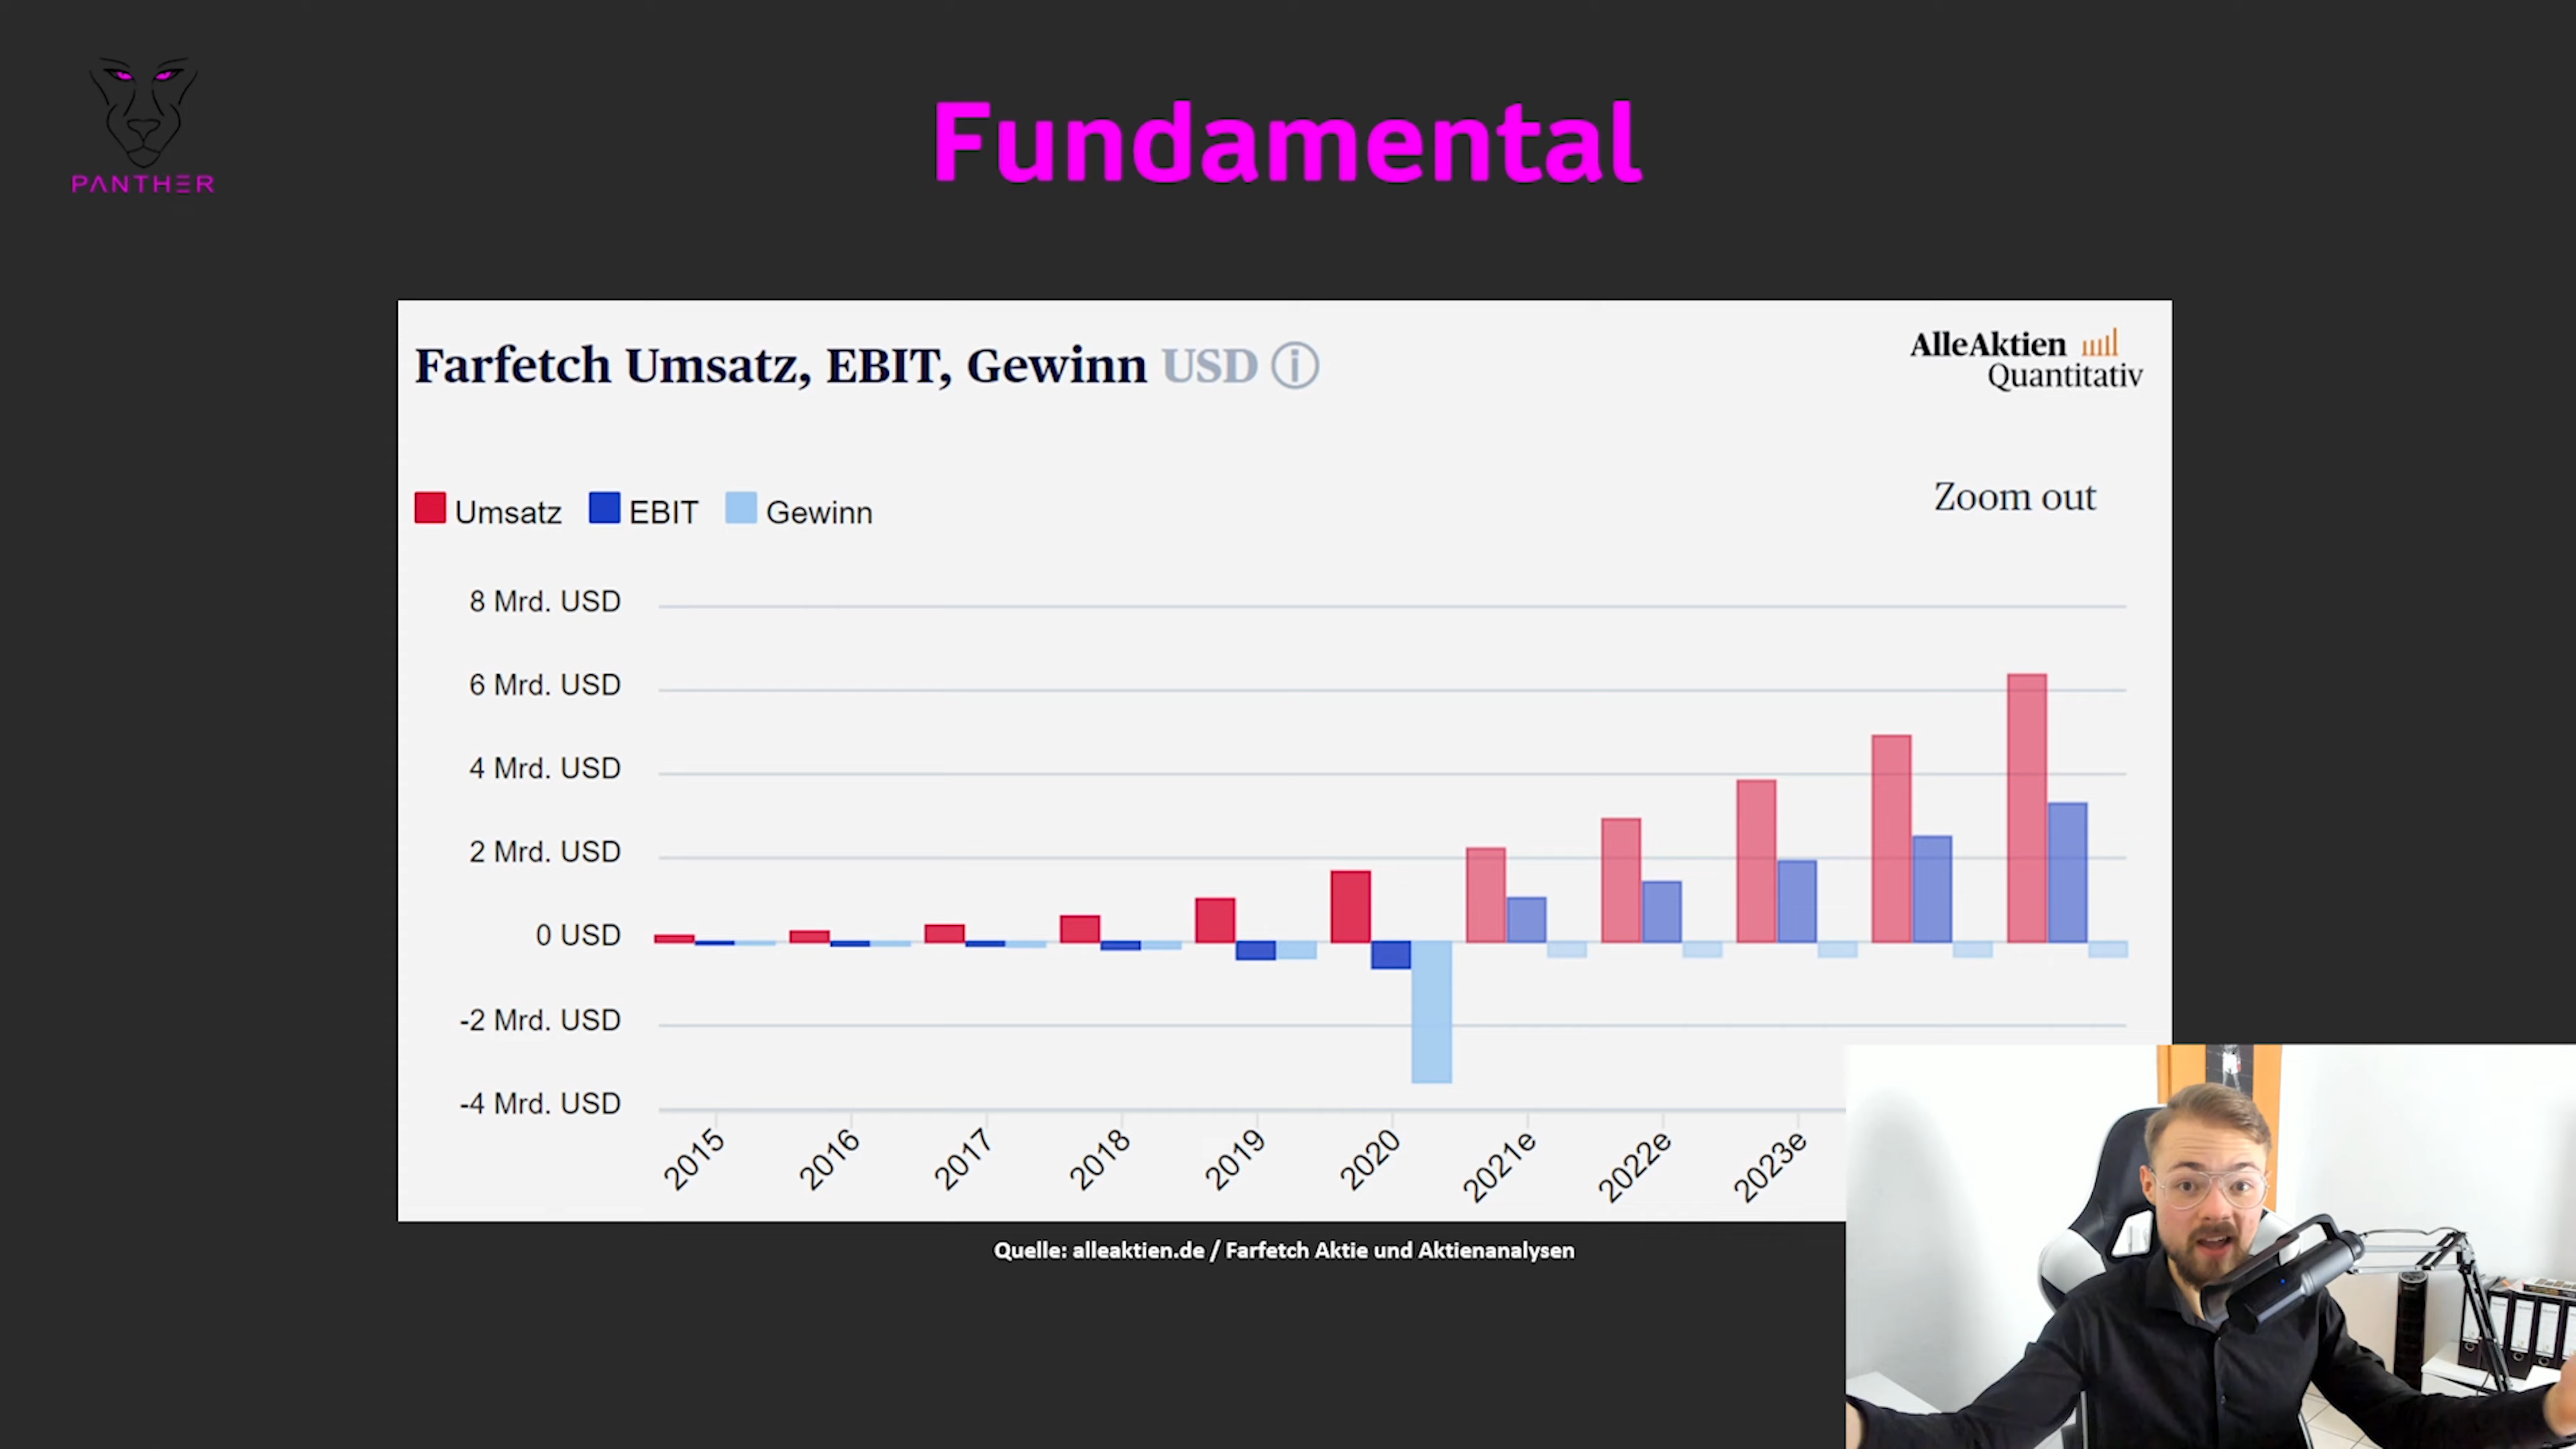 PANTHER
Fundamental
Farfetch Umsatz, EBIT, Gewinn USD
AlleAktien
Quantitativ
Umsatz EBIT Gewinn
Zoom out
8 Mrd. USD
6 Mrd. USD
4 Mrd. USD
2 Mrd. USD
0 USD
-2 Mrd. USD
-4 Mrd. USD
2015 2016 2017 2018 2019 2020 2021e 2022e 2023e
Quelle: alleaktien.de / Farfetch Aktie und Aktienanalysen